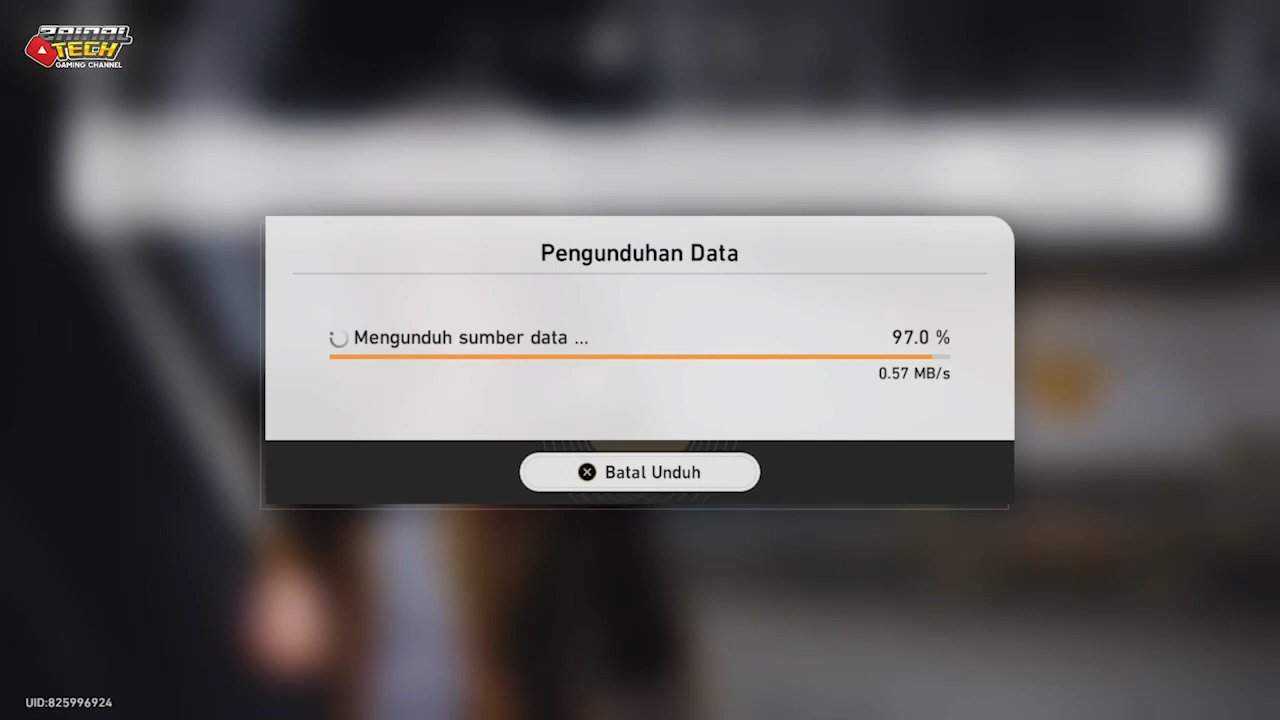 TECH
GAMING CHANNEL
Pengunduhan Data
Mengunduh sumber data ... 97.0 %
0.57 MB/s
Batal Unduh
UID:825996924